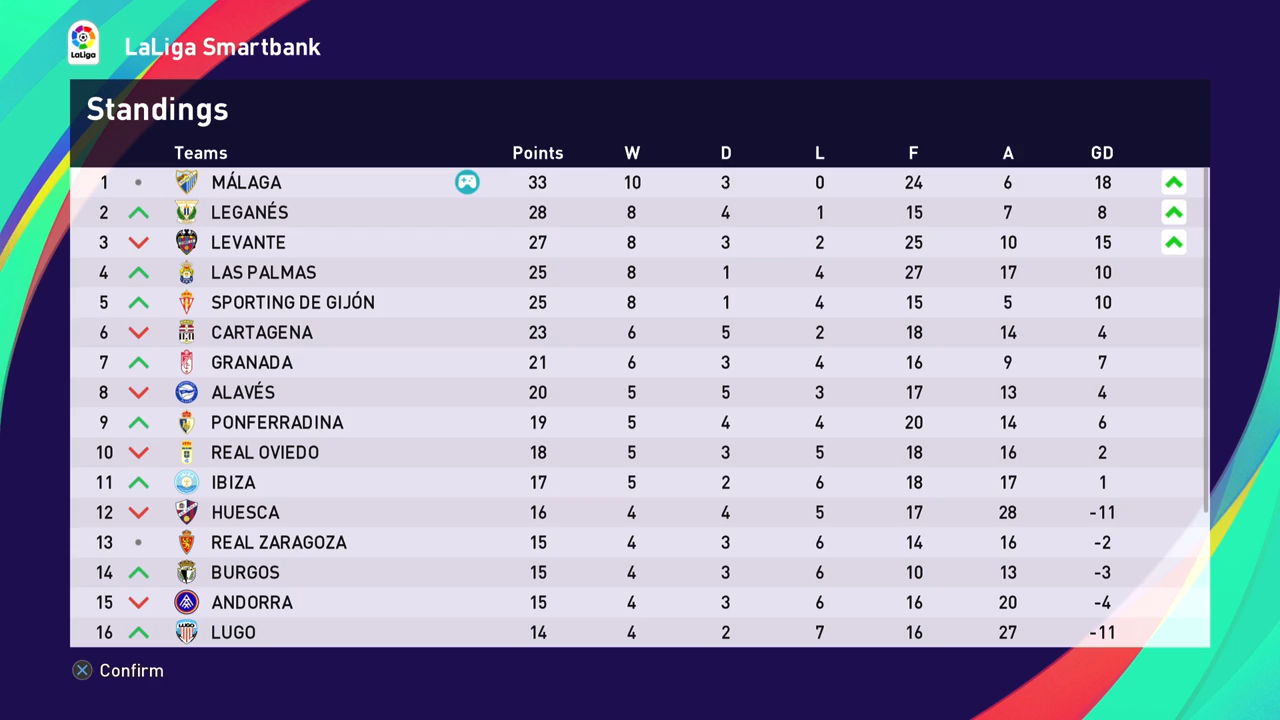 LaLiga
LaLiga Smartbank
Standings
Teams Points W D L F A GD
1 MÁLAGA 33 10 3 0 24 6 18
2 LEGANÉS 28 8 4 1 15 7 8
3 LEVANTE 27 8 3 2 25 10 15
4 LAS PALMAS 25 8 1 4 27 17 10
5 SPORTING DE GIJÓN 25 8 1 4 15 5 10
6 CARTAGENA 23 6 5 2 18 14 4
7 GRANADA 21 6 3 4 16 9 7
8 ALAVÉS 20 5 5 3 17 13 4
9 PONFERRADINA 19 5 4 4 20 14 6
10 REAL OVIEDO 18 5 3 5 18 16 2
11 IBIZA 17 5 2 6 18 17 1
12 HUESCA 16 4 4 5 17 28 -11
13 REAL ZARAGOZA 15 4 3 6 14 16 -2
14 BURGOS 15 4 3 6 10 13 -3
15 ANDORRA 15 4 3 6 16 20 -4
16 LUGO 14 4 2 7 16 27 -11
Confirm